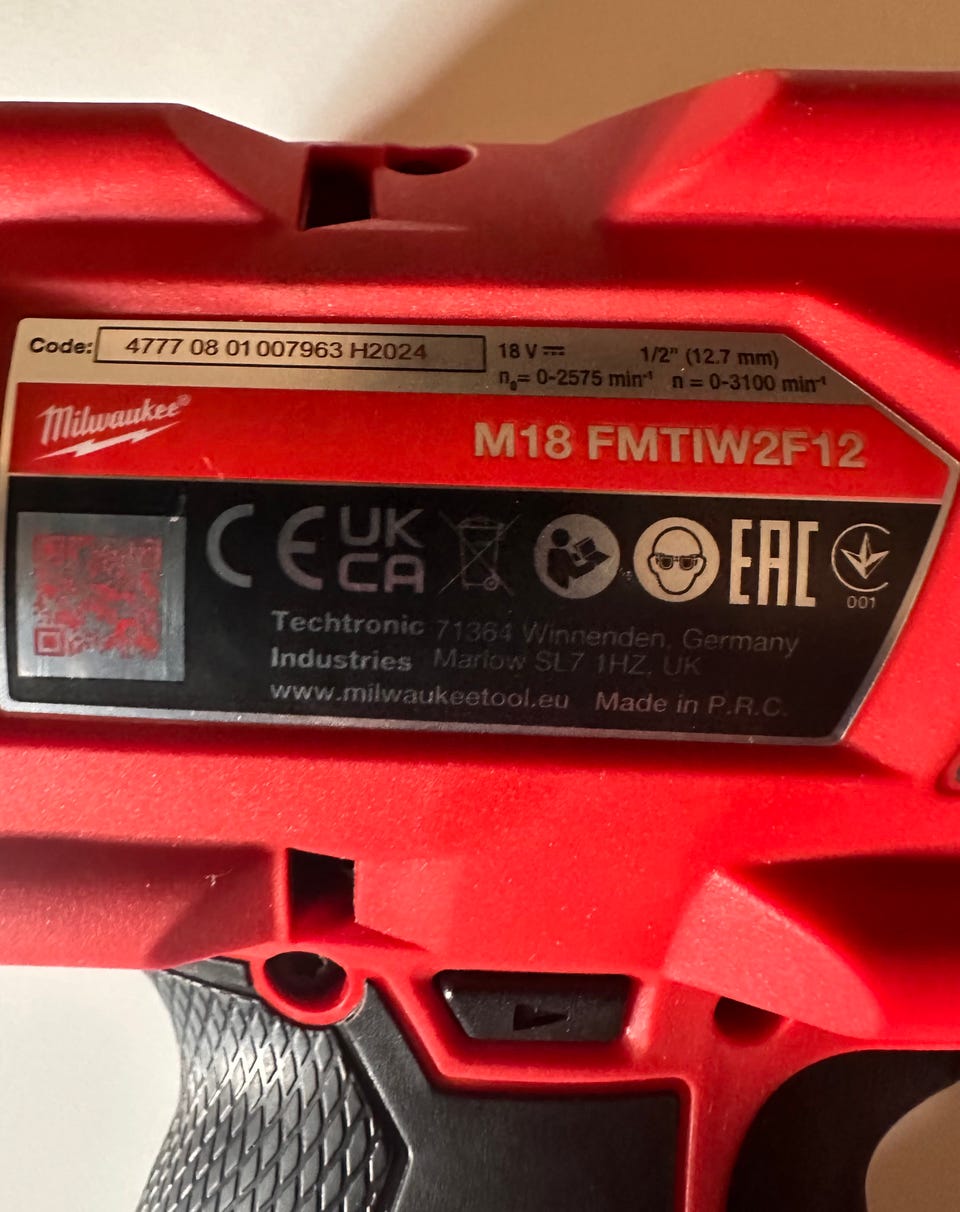 Code: 4777 08 01 007963 H2024
18 V 1/2" (12.7 mm)
n₀= 0-2575 min⁻¹ n = 0-3100 min⁻¹
Milwaukee®
M18 FMTIW2F12
CE UK CA EAC
001
Techtronic 71364 Winnenden, Germany
Industries Marlow SL7 1HZ, UK
www.milwaukeetool.eu Made in P.R.C.